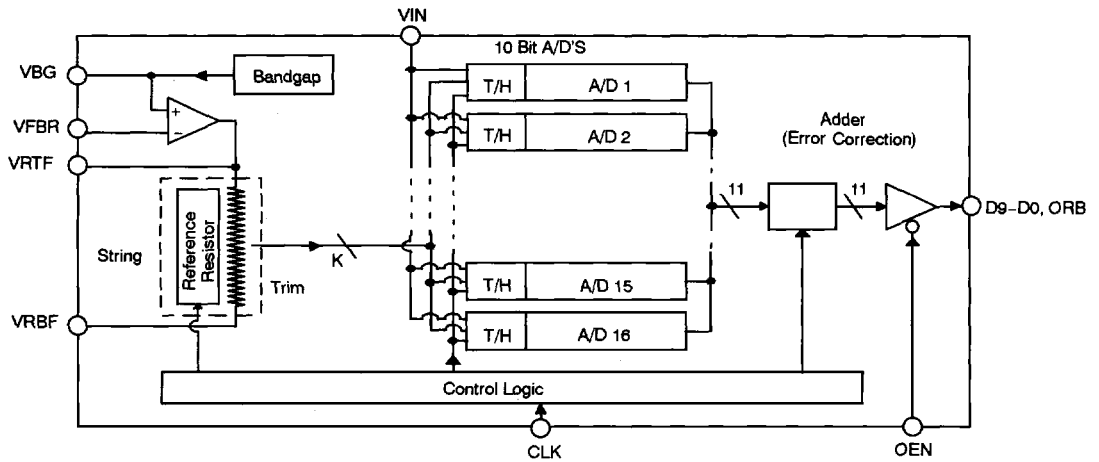 VIN
10 Bit A/D'S
VBG
Bandgap
T/H
A/D 1
+
−
VFBR
T/H
A/D 2
Adder
(Error Correction)
VRTF
11
11
D9−D0, ORB
String
Reference
Resistor
K
Trim
T/H
A/D 15
VRBF
T/H
A/D 16
Control Logic
CLK
OEN